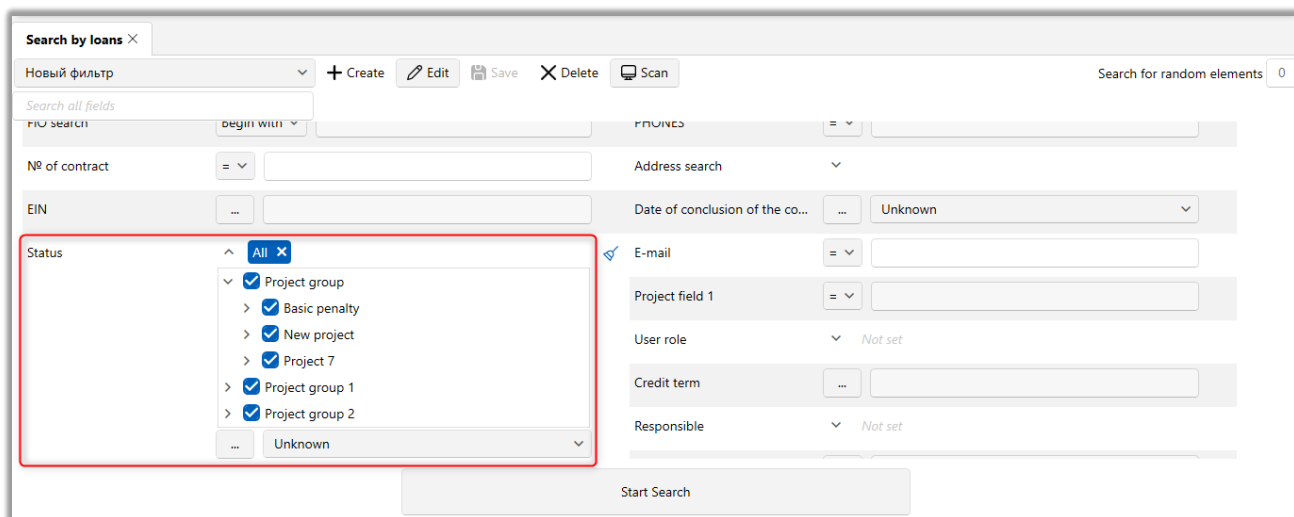 Search by loans
Новый фильтр Create Edit Save Delete Scan Search for random elements 0
Search all fields
FIO search Begin with PHONES =
№ of contract = Address search
EIN ... Date of conclusion of the co... ... Unknown
Status All E-mail =
Project group
Basic penalty Project field 1 =
New project User role Not set
Project 7
Project group 1 Credit term ...
Project group 2
Responsible Not set
... Unknown
Start Search